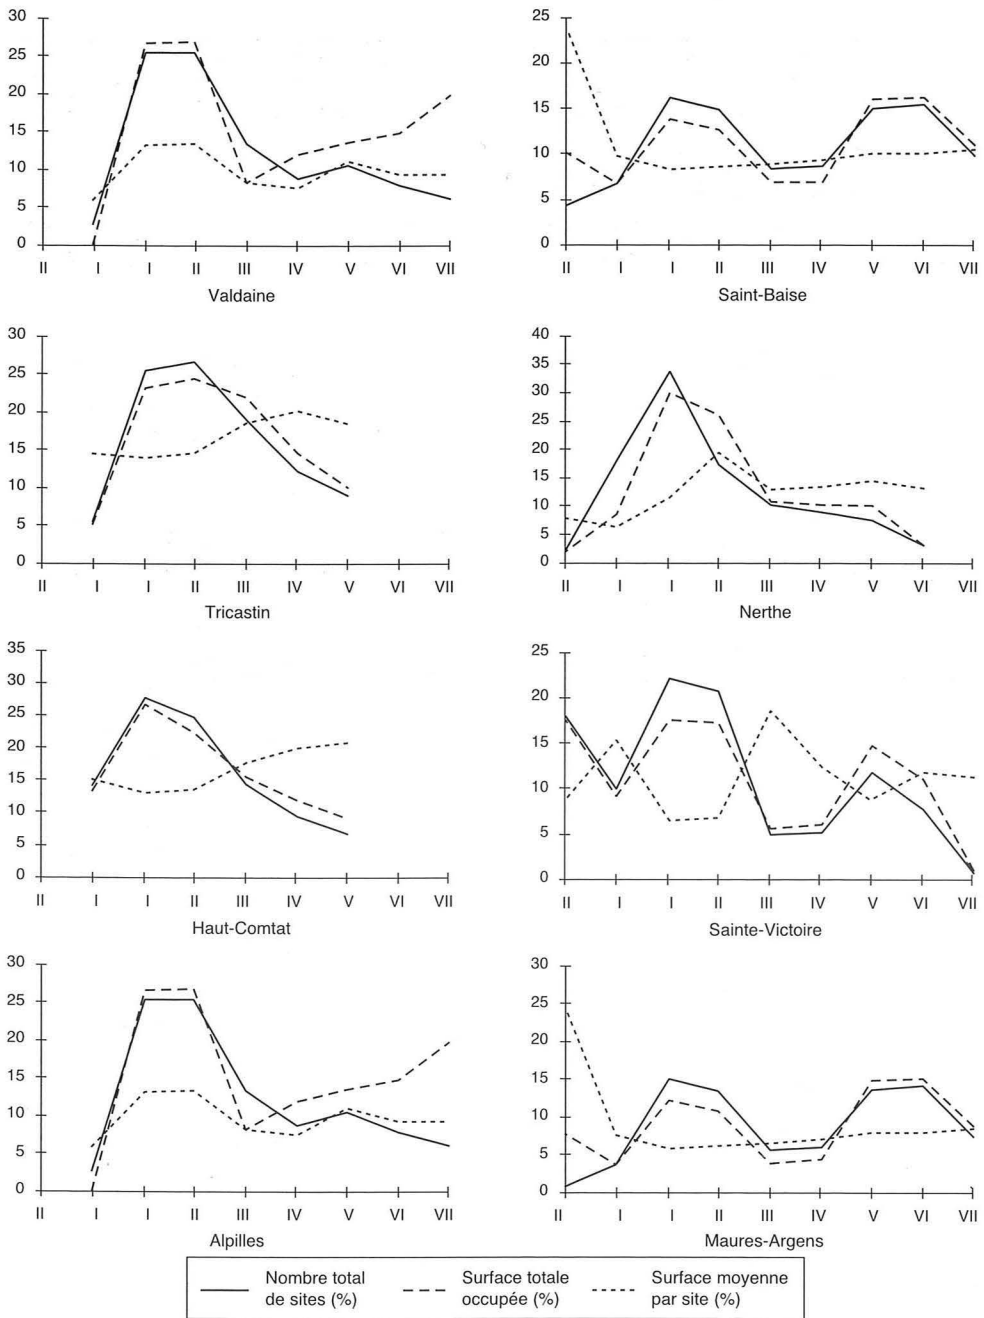 30
25
20
15
10
5
0
II I I II III IV V VI VII
Valdaine
25
20
15
10
5
0
II I I II III IV V VI VII
Saint-Baise
30
25
20
15
10
5
0
II I I II III IV V VI VII
Tricastin
40
35
30
25
20
15
10
5
0
II I I II III IV V VI VII
Nerthe
35
30
25
20
15
10
5
0
II I I II III IV V VI VII
Haut-Comtat
25
20
15
10
5
0
II I I II III IV V VI VII
Sainte-Victoire
30
25
20
15
10
5
0
II I I II III IV V VI VII
Alpilles
30
25
20
15
10
5
0
II I I II III IV V VI VII
Maures-Argens
Nombre total
de sites (%)
Surface totale
occupée (%)
Surface moyenne
par site (%)